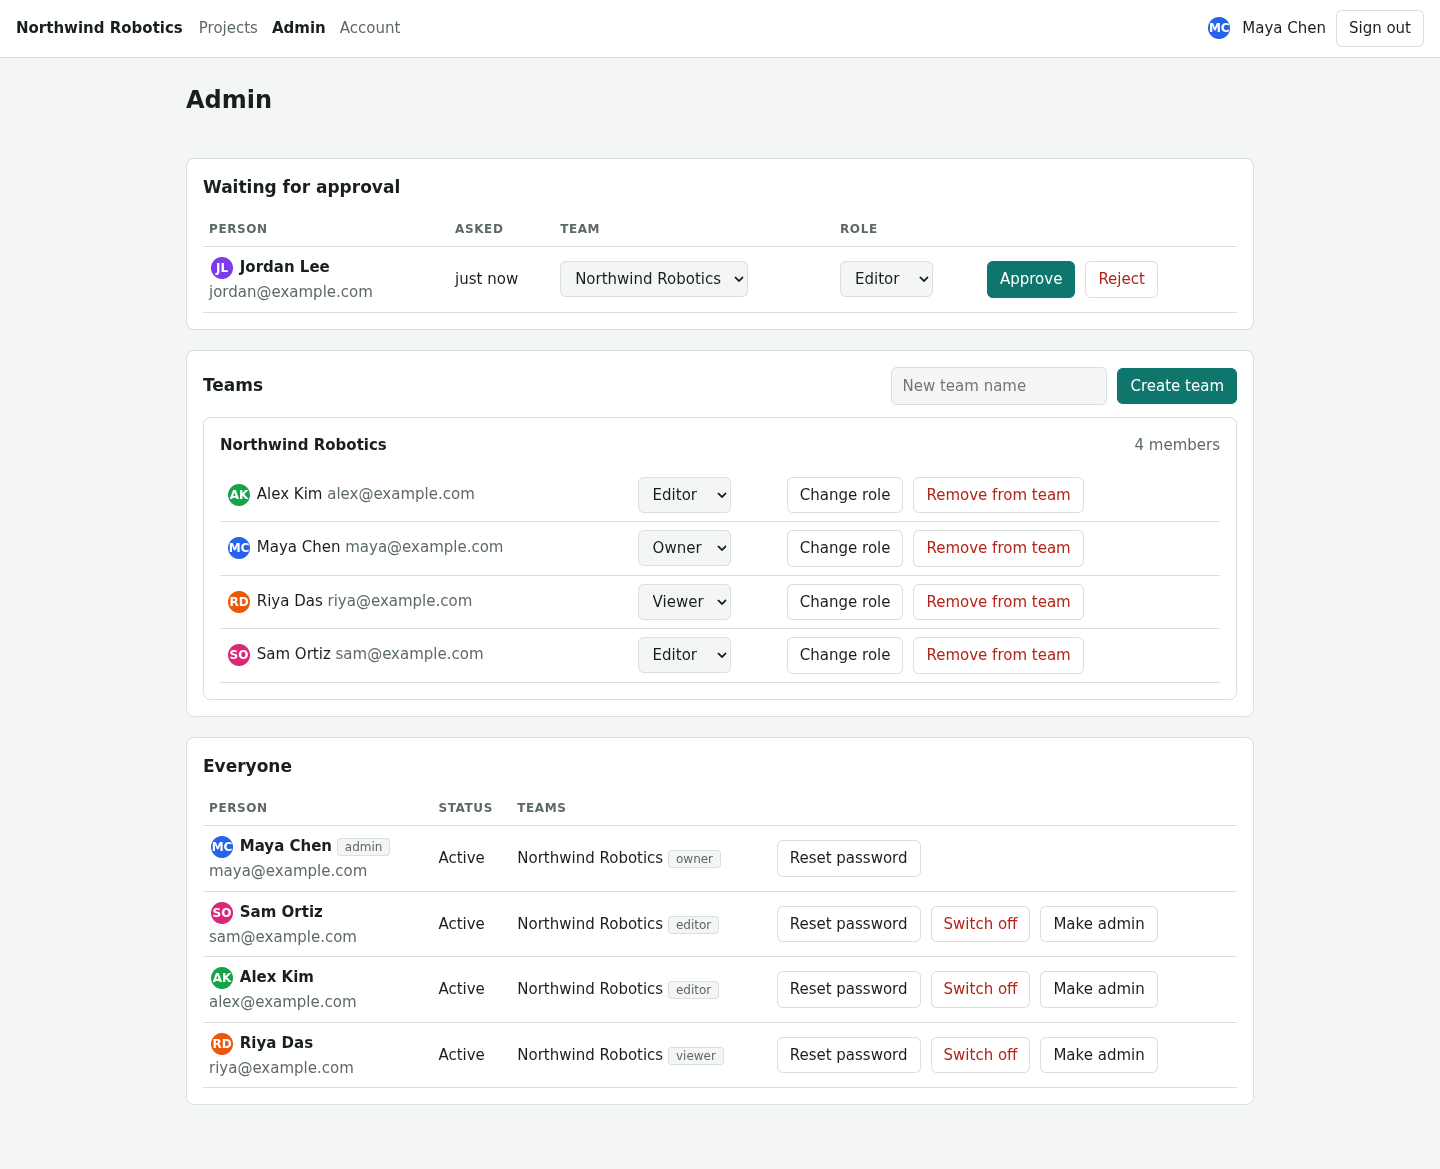 Northwind Robotics Projects Admin Account MC Maya Chen Sign out
Admin
Waiting for approval
PERSON ASKED TEAM ROLE
JL Jordan Lee
jordan@example.com
just now Northwind Robotics Editor Approve Reject
Teams New team name Create team
Northwind Robotics 4 members
AK Alex Kim alex@example.com Editor Change role Remove from team
MC Maya Chen maya@example.com Owner Change role Remove from team
RD Riya Das riya@example.com Viewer Change role Remove from team
SO Sam Ortiz sam@example.com Editor Change role Remove from team
Everyone
PERSON STATUS TEAMS
MC Maya Chen admin
maya@example.com
Active Northwind Robotics owner Reset password
SO Sam Ortiz
sam@example.com
Active Northwind Robotics editor Reset password Switch off Make admin
AK Alex Kim
alex@example.com
Active Northwind Robotics editor Reset password Switch off Make admin
RD Riya Das
riya@example.com
Active Northwind Robotics viewer Reset password Switch off Make admin